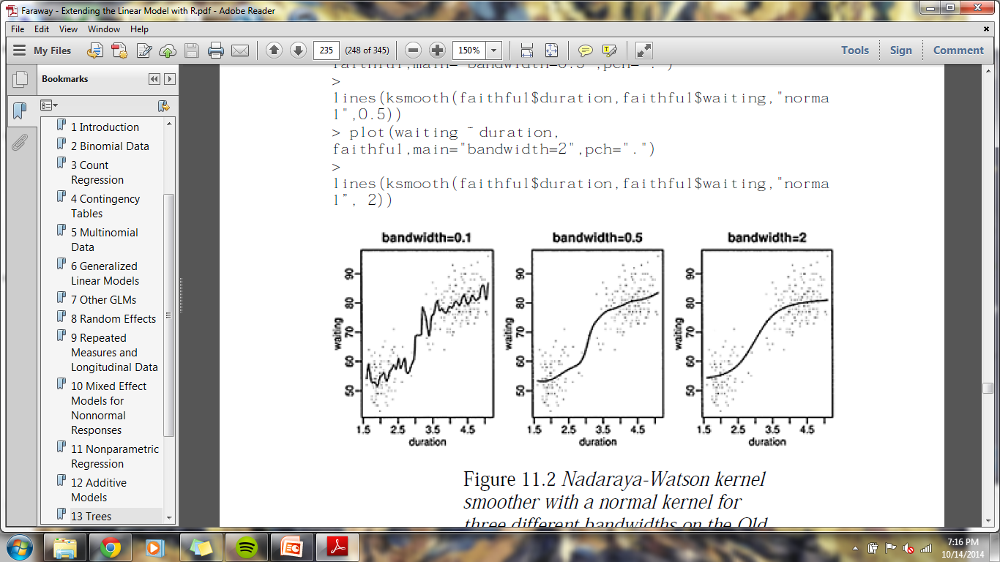 Faraway - Extending the Linear Model with R.pdf - Adobe Reader
File Edit View Window Help
My Files 235 (248 of 345) 150% Tools Sign Comment
Bookmarks
1 Introduction
2 Binomial Data
3 Count
Regression
4 Contingency
Tables
5 Multinomial
Data
6 Generalized
Linear Models
7 Other GLMs
8 Random Effects
9 Repeated
Measures and
Longitudinal Data
10 Mixed Effect
Models for
Nonnormal
Responses
11 Nonparametric
Regression
12 Additive
Models
13 Trees
faithful,main="bandwidth=0.5",pch=".")
>
lines(ksmooth(faithful$duration,faithful$waiting,"norma
l",0.5))
> plot(waiting ~ duration,
faithful,main="bandwidth=2",pch=".")
>
lines(ksmooth(faithful$duration,faithful$waiting,"norma
l", 2))
bandwidth=0.1
waiting
50 60 70 80 90
1.5 2.5 3.5 4.5
duration
bandwidth=0.5
waiting
50 60 70 80 90
1.5 2.5 3.5 4.5
duration
bandwidth=2
waiting
50 60 70 80 90
1.5 2.5 3.5 4.5
duration
Figure 11.2 Nadaraya-Watson kernel
smoother with a normal kernel for
three different bandwidths on the Old
7:16 PM
10/14/2014